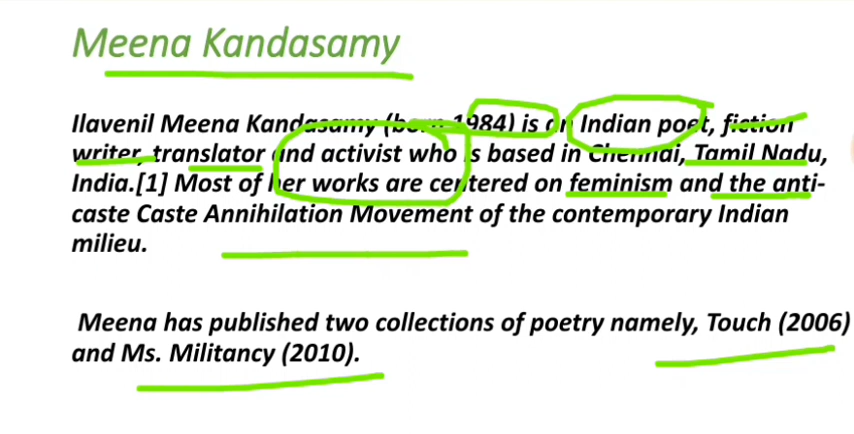 Meena Kandasamy
Ilavenil Meena Kandasamy (born 1984) is an Indian poet, fiction
writer, translator and activist who is based in Chennai, Tamil Nadu,
India.[1] Most of her works are centered on feminism and the anti-
caste Caste Annihilation Movement of the contemporary Indian
milieu.
Meena has published two collections of poetry namely, Touch (2006)
and Ms. Militancy (2010).